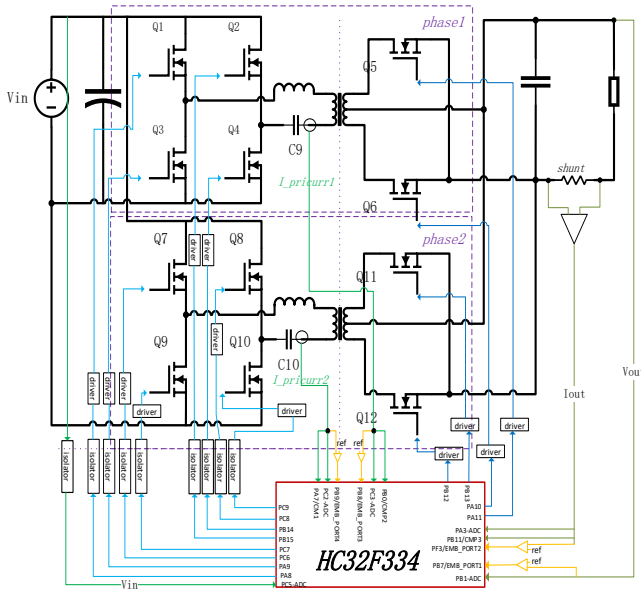 phase1
Q1
Q2
Q5
Vin
Q3
Q4
C9
shunt
I_pricurr1
Q6
phase2
Q7
Q8
Q11
driver
driver
Q9
Q10
driver
C10
I_pricurr2
Iout
Vout
driver
driver
driver
driver
driver
Q12
driver
driver
driver
ref
ref
isolator
isolator
isolator
isolator
isolator
isolator
isolator
isolator
isolator
driver
PA7/CM1
PC2-ADC
PB9/EMB_PORT4
PB8/EMB_PORT3
PC3-ADC
PB0/CMP2
PB12
PB13
PC9
PC8
PB14
PB15
PC7
PC6
PA9
PA8
PC5-ADC
Vin
HC32F334
PA10
PA11
PA3-ADC
PB11/CMP3
PF3/EMB_PORT2
PB7/EMB_PORT1
PB1-ADC
ref
ref